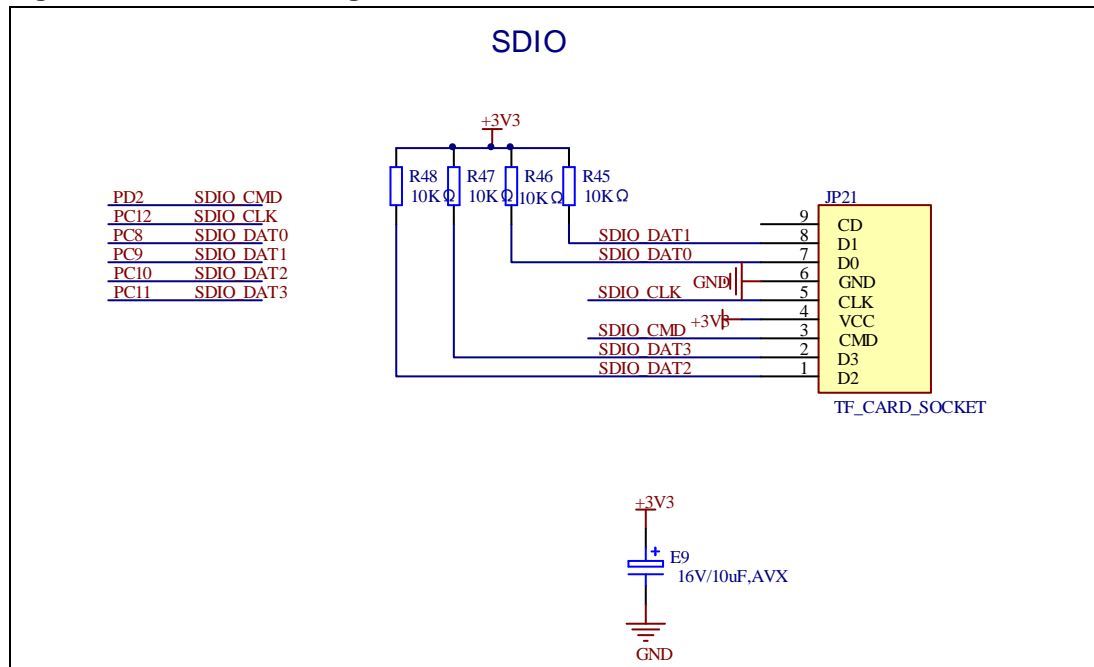 SDIO
+3V3
R48 R47 R46 R45
10KΩ 10KΩ 10KΩ 10KΩ
PD2 SDIO_CMD
PC12 SDIO_CLK
PC8 SDIO_DAT0
PC9 SDIO_DAT1
PC10 SDIO_DAT2
PC11 SDIO_DAT3
JP21
9 CD
SDIO_DAT1 8 D1
SDIO_DAT0 7 D0
GND 6 GND
SDIO_CLK 5 CLK
+3V3 4 VCC
SDIO_CMD 3 CMD
SDIO_DAT3 2 D3
SDIO_DAT2 1 D2
TF_CARD_SOCKET
+3V3
+
E9
16V/10uF,AVX
GND